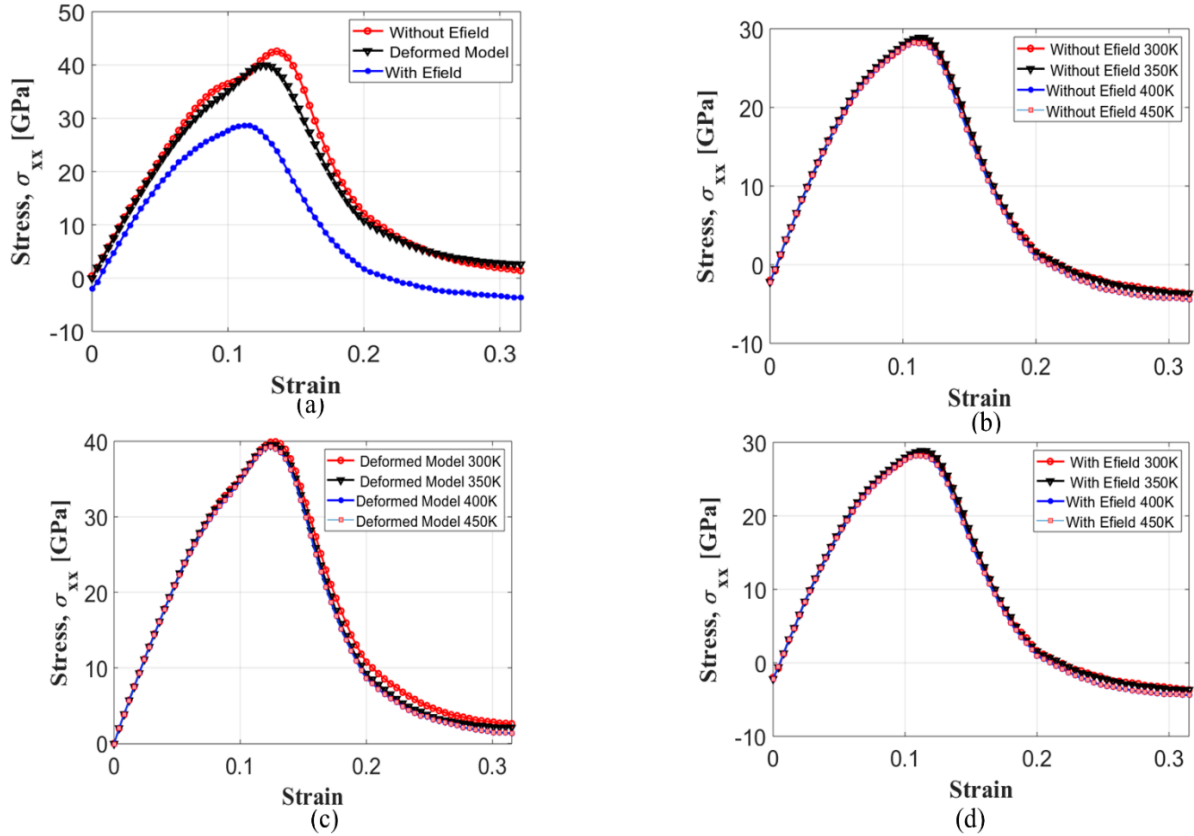 50
40
30
20
10
0
-10
Stress, σxx [GPa]
Without Efield
Deformed Model
With Efield
0 0.1 0.2 0.3
Strain
(a)
30
20
10
0
-10
Stress, σxx [GPa]
Without Efield 300K
Without Efield 350K
Without Efield 400K
Without Efield 450K
0 0.1 0.2 0.3
Strain
(b)
40
30
20
10
0
Stress, σxx [GPa]
Deformed Model 300K
Deformed Model 350K
Deformed Model 400K
Deformed Model 450K
0 0.1 0.2 0.3
Strain
(c)
30
20
10
0
-10
Stress, σxx [GPa]
With Efield 300K
With Efield 350K
With Efield 400K
With Efield 450K
0 0.1 0.2 0.3
Strain
(d)